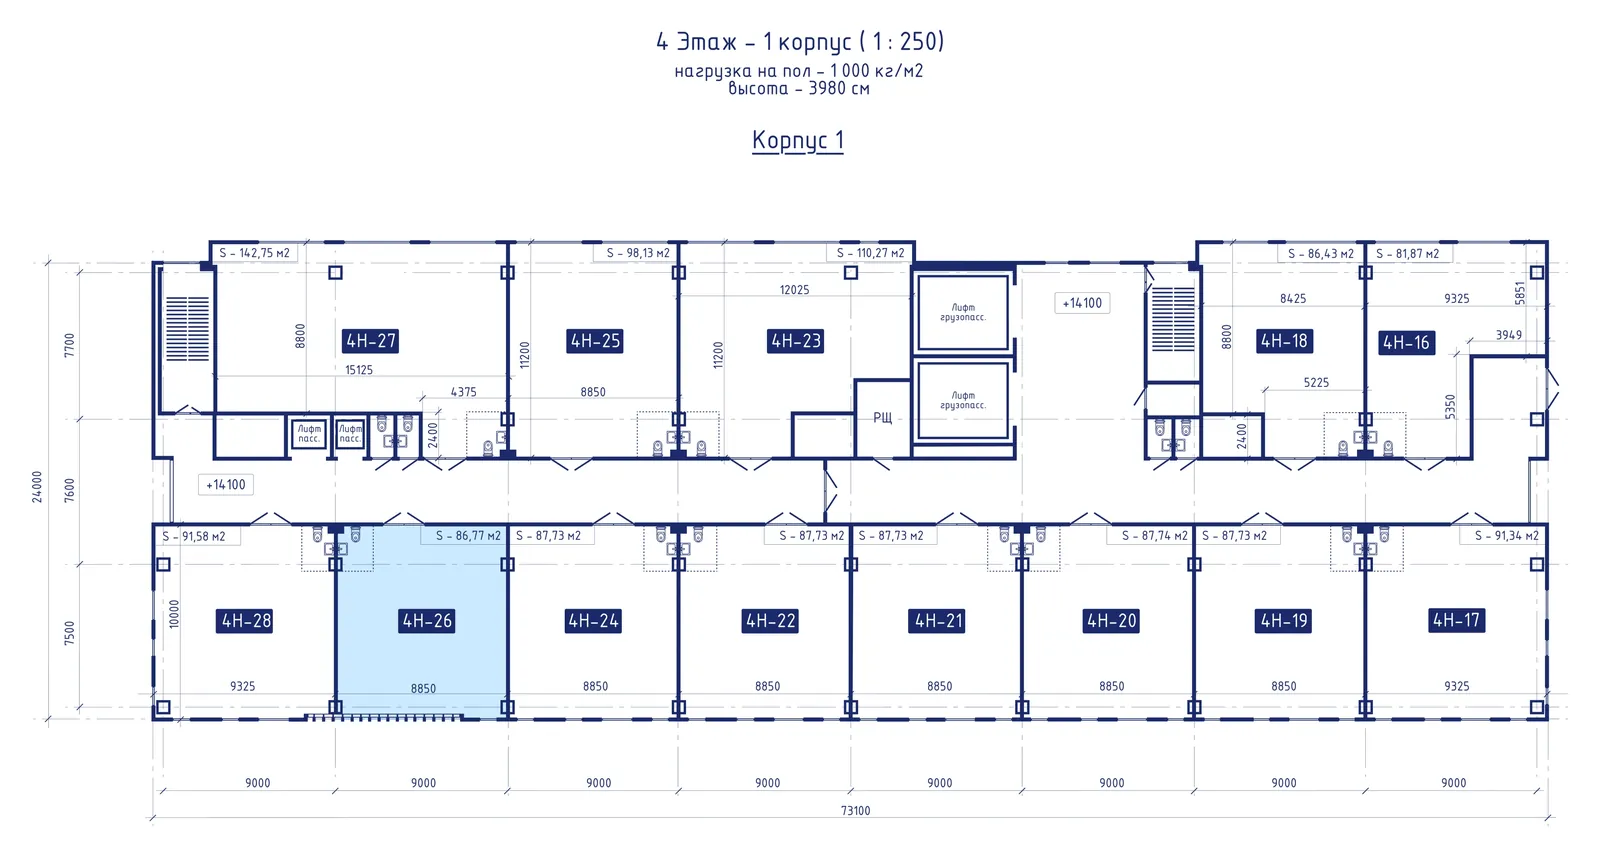 4 Этаж - 1 корпус ( 1 : 250)
нагрузка на пол - 1 000 кг/м2
высота - 3980 см
Корпус 1
S - 142,75 м2
S - 98,13 м2
S - 110,27 м2
S - 86,43 м2
S - 81,87 м2
12025
+14100
8425
9325
5851
Лифт
грузопасс.
7700
8800
4Н-27
11200
4Н-25
11200
4Н-23
8800
4Н-18
4Н-16
3949
15125
4375
8850
5225
5350
Лифт
грузопасс.
РЩ
Лифт
пасс.
Лифт
пасс.
2400
2400
24000
7600
+14100
S - 91,58 м2
S - 86,77 м2
S - 87,73 м2
S - 87,73 м2
S - 87,73 м2
S - 87,74 м2
S - 87,73 м2
S - 91,34 м2
7500
10000
4Н-28
4Н-26
4Н-24
4Н-22
4Н-21
4Н-20
4Н-19
4Н-17
9325
8850
8850
8850
8850
8850
8850
9325
9000
9000
9000
9000
9000
9000
9000
9000
73100